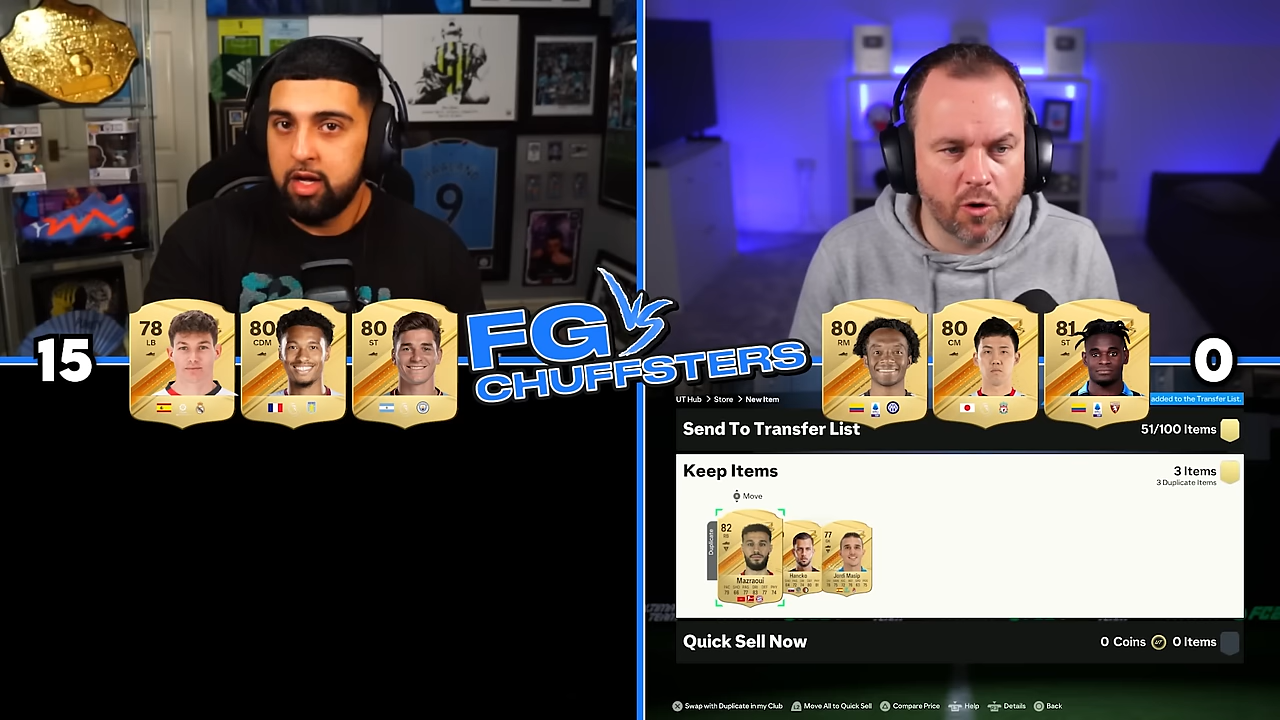 9
78
LB
80
CDM
80
ST
15
FG VS
CHUFFSTERS
80
RM
80
CM
81
ST
0
UT Hub > Store > New Item
added to the Transfer List.
Send To Transfer List
51/100 Items
Keep Items
3 Items
3 Duplicate Items
Move
Duplicate
82
RB
Mazraoui
Hancko
77
Jordi Masip
Quick Sell Now
0 Coins UT 0 Items
Swap with Duplicate in my Club Move All to Quick Sell Compare Price Help Details Back